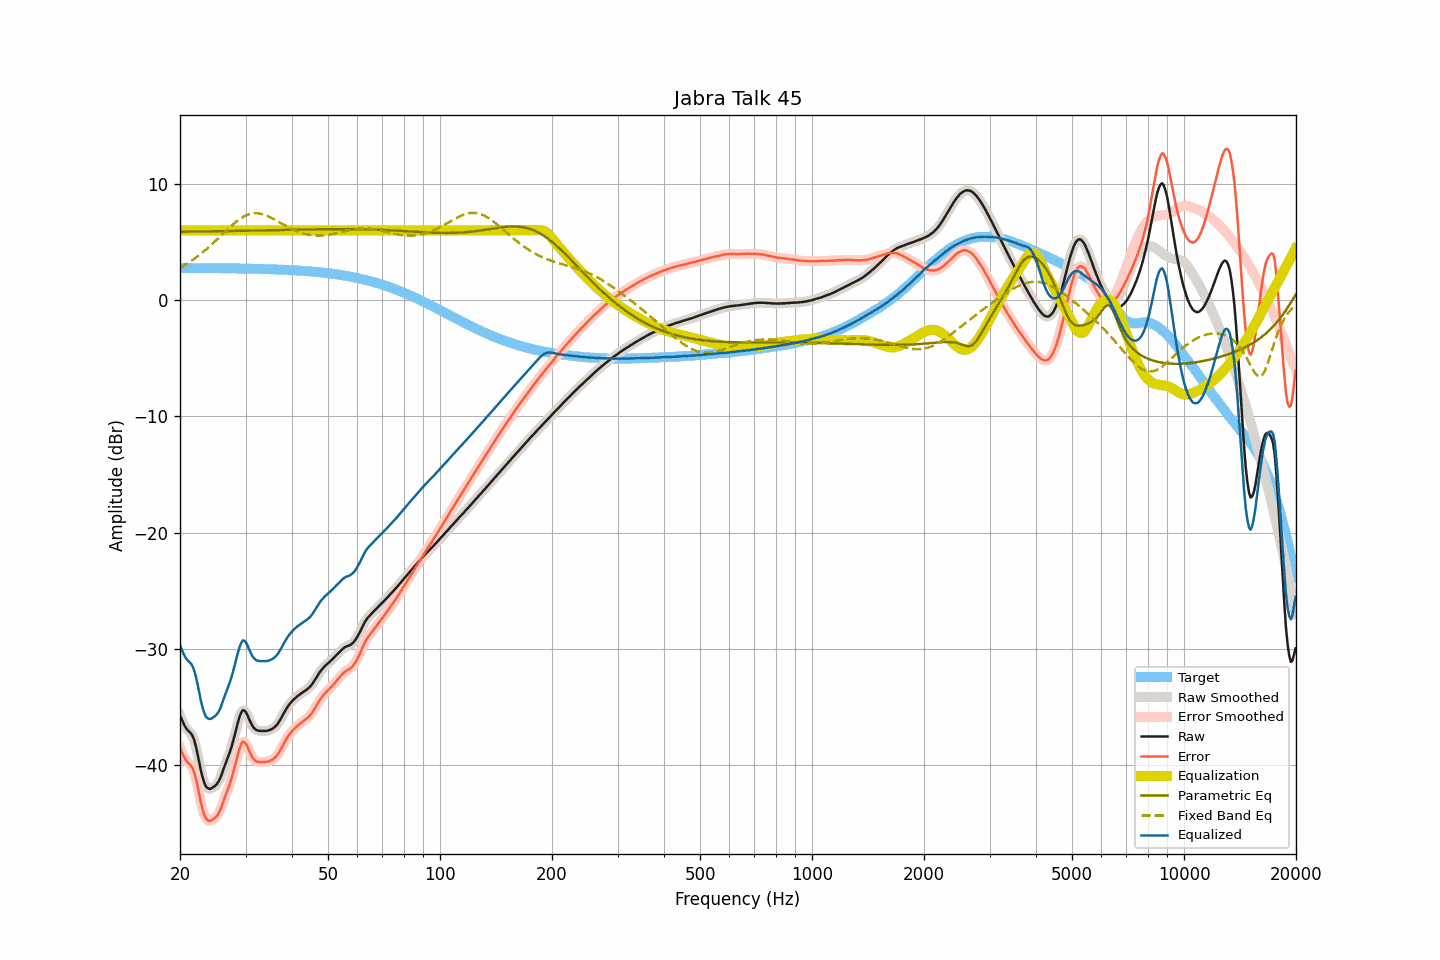 Jabra Talk 45
10
0
−10
−20
−30
−40
Amplitude (dBr)
20 50 100 200 500 1000 2000 5000 10000 20000
Frequency (Hz)
Target
Raw Smoothed
Error Smoothed
Raw
Error
Equalization
Parametric Eq
Fixed Band Eq
Equalized